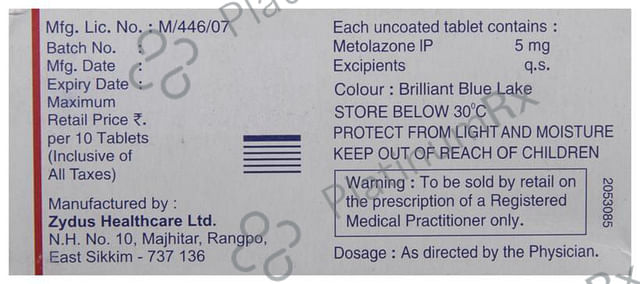 Mfg. Lic. No. : M/446/07
Batch No. :
Mfg. Date :
Expiry Date :
Maximum
Retail Price ₹.
per 10 Tablets
(Inclusive of
All Taxes)
Manufactured by :
Zydus Healthcare Ltd.
N.H. No. 10, Majhitar, Rangpo,
East Sikkim - 737 136
Each uncoated tablet contains :
Metolazone IP 5 mg
Excipients q.s.
Colour : Brilliant Blue Lake
STORE BELOW 30°C
PROTECT FROM LIGHT AND MOISTURE
KEEP OUT OF REACH OF CHILDREN
Warning : To be sold by retail on
the prescription of a Registered
Medical Practitioner only.
Dosage : As directed by the Physician.
2053085
PlatinumRx